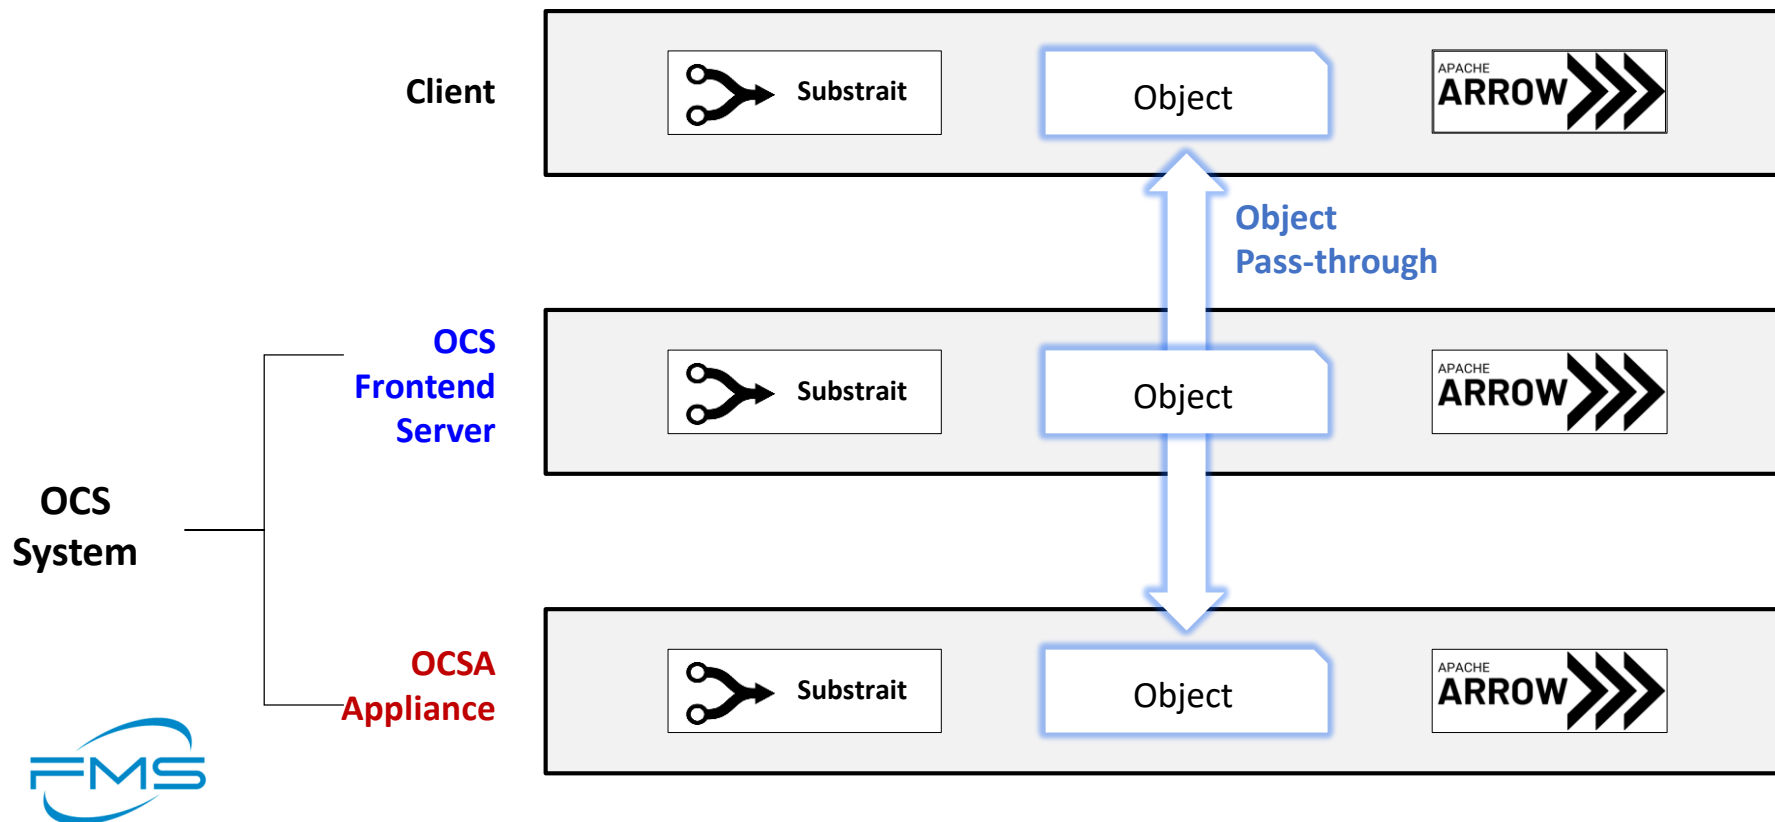 Client
Substrait
Object
APACHE
ARROW
Object
Pass-through
OCS
Frontend
Server
Substrait
Object
APACHE
ARROW
OCS
System
OCSA
Appliance
Substrait
Object
APACHE
ARROW
FMS